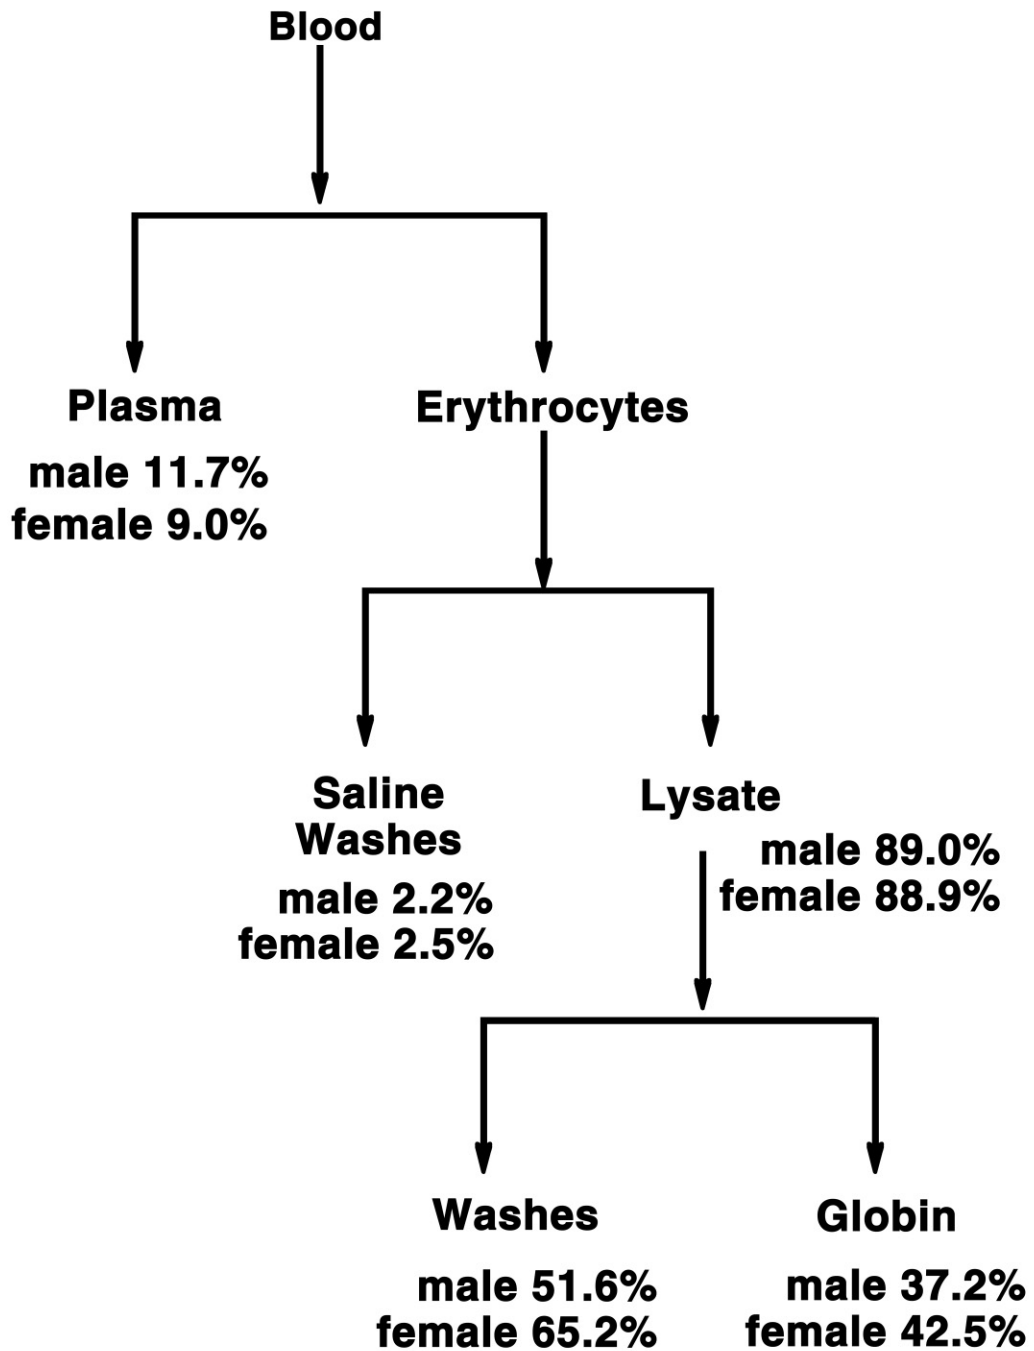 Blood
Plasma
male 11.7%
female 9.0%
Erythrocytes
Saline
Washes
male 2.2%
female 2.5%
Lysate
male 89.0%
female 88.9%
Washes
male 51.6%
female 65.2%
Globin
male 37.2%
female 42.5%